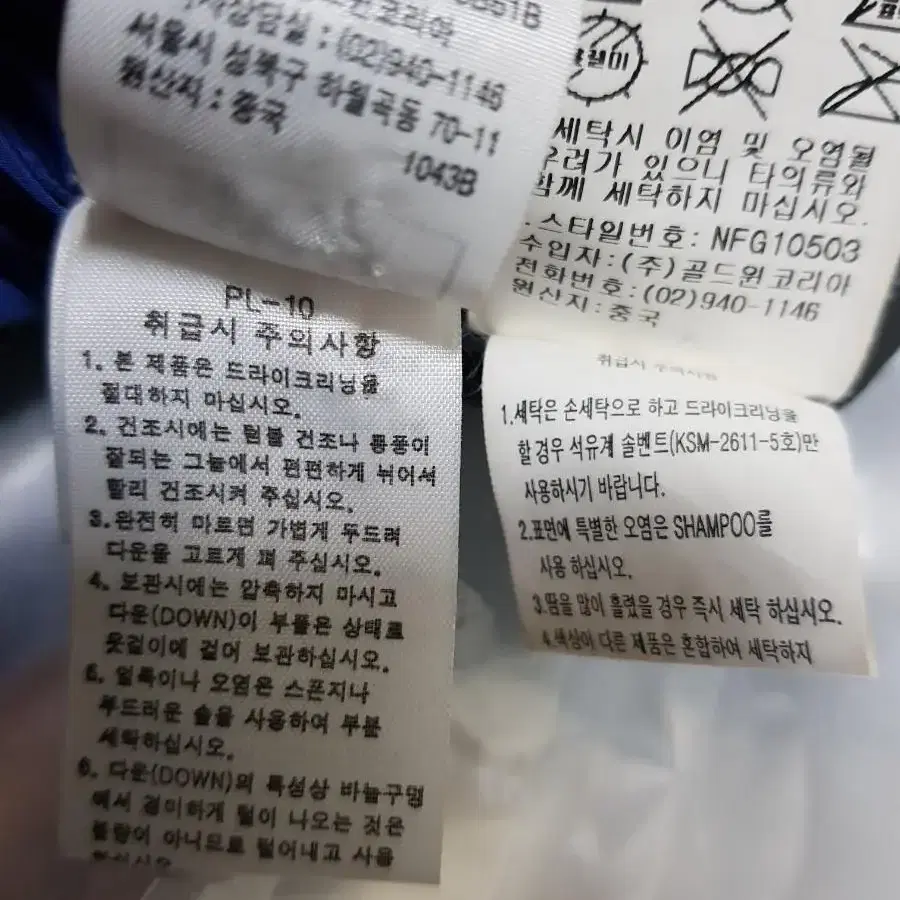 61B
상담실 : (02)940-1146
서울시 성북구 하월곡동 70-11
원산지 : 중국
1043B
세탁시 이염 및 오염될
우려가 있으니 타의류와
함께 세탁하지 마십시오.
스타일번호: NFG10503
수입자: (주)골드윈코리아
전화번호: (02)940-1146
원산지: 중국
PL-10
취급시 주의사항
1. 본 제품은 드라이크리닝을
절대하지 마십시오.
2. 건조시에는 텀블 건조나 통풍이
잘되는 그늘에서 편편하게 뉘어서
말리 건조시켜 주십시오.
3.완전히 마르면 가볍게 두드려
다운을 고르게 펴 주십시오.
4. 보관시에는 압축하지 마시고
다운(DOWN)이 부풀은 상태로
옷걸이에 걸어 보관하십시오.
5. 얼룩이나 오염은 스폰지나
부드러운 솔을 사용하여 부분
세탁하십시오.
6. 다운(DOWN)의 특성상 바늘구멍
에서 경미하게 털이 나오는 것은
불량이 아니므로 털어내고 사용
하십시오
취급시 주의사항
1.세탁은 손세탁으로 하고 드라이크리닝을
할경우 석유계 솔벤트(KSM-2611-5호)만
사용하시기 바랍니다.
2.표면에 특별한 오염은 SHAMPOO를
사용 하십시오.
3.땀을 많이 흘렸을 경우 즉시 세탁 하십시오.
4.색상이 다른 제품은 혼합하여 세탁하지